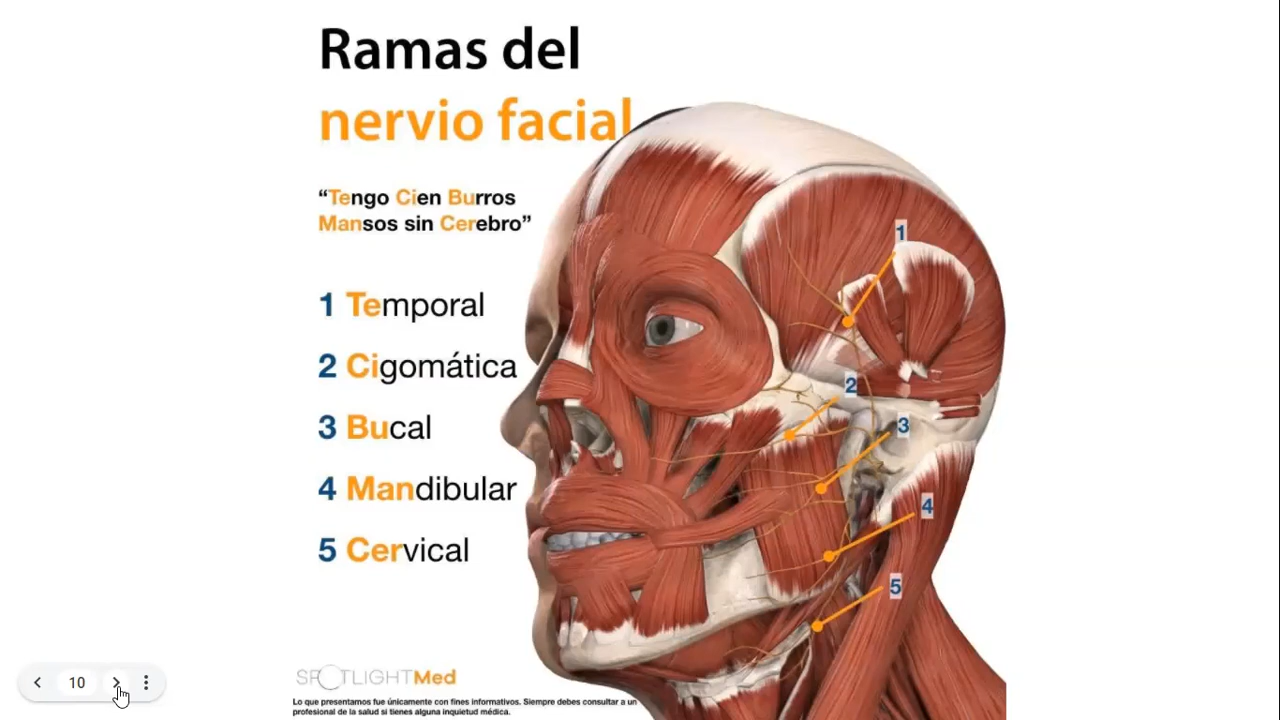 Ramas del
nervio facial
“Tengo Cien Burros
Mansos sin Cerebro”
1 Temporal
2 Cigomática
3 Bucal
4 Mandibular
5 Cervical
1
2
3
4
5
SPOTLIGHTMed
Lo que presentamos fue únicamente con fines informativos. Siempre debes consultar a un
profesional de la salud si tienes alguna inquietud médica.
10